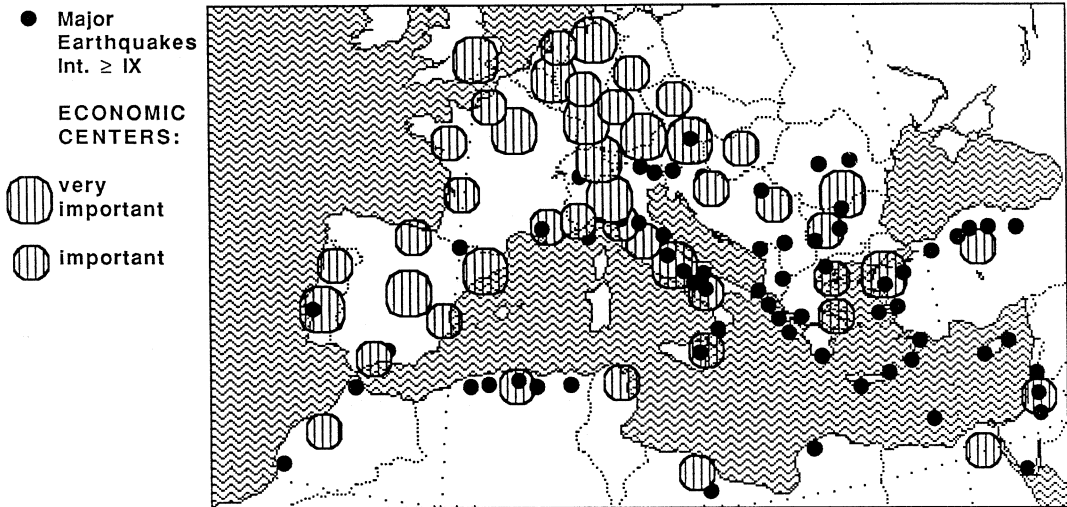 Major
Earthquakes
Int. ≥ IX
ECONOMIC
CENTERS:
very
important
important